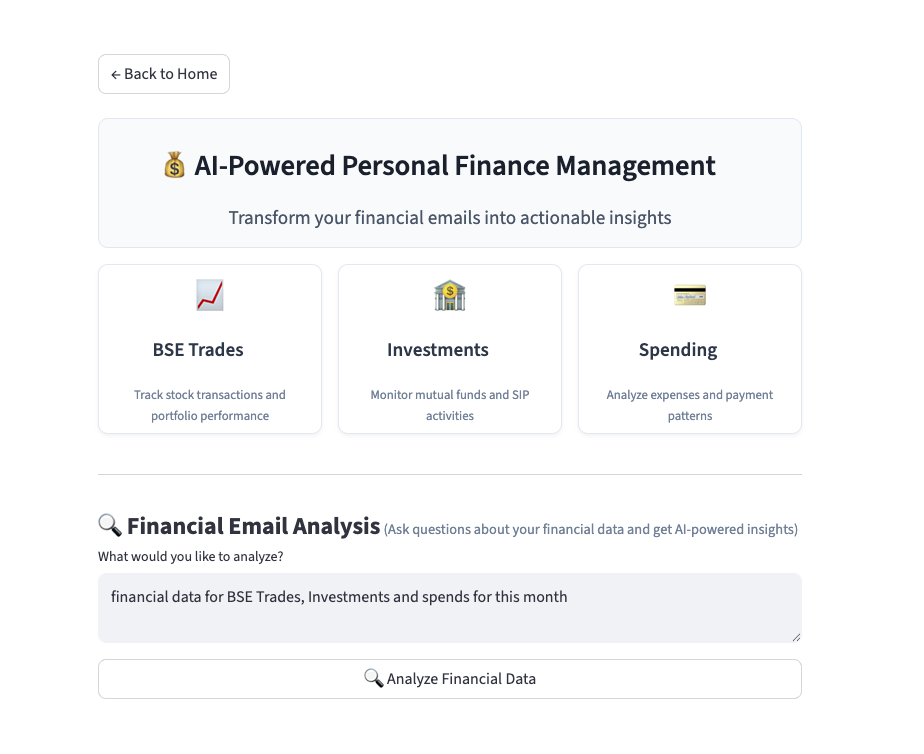 ← Back to Home
AI-Powered Personal Finance Management
Transform your financial emails into actionable insights
BSE Trades
Track stock transactions and
portfolio performance
Investments
Monitor mutual funds and SIP
activities
Spending
Analyze expenses and payment
patterns
Financial Email Analysis (Ask questions about your financial data and get AI-powered insights)
What would you like to analyze?
financial data for BSE Trades, Investments and spends for this month
Analyze Financial Data